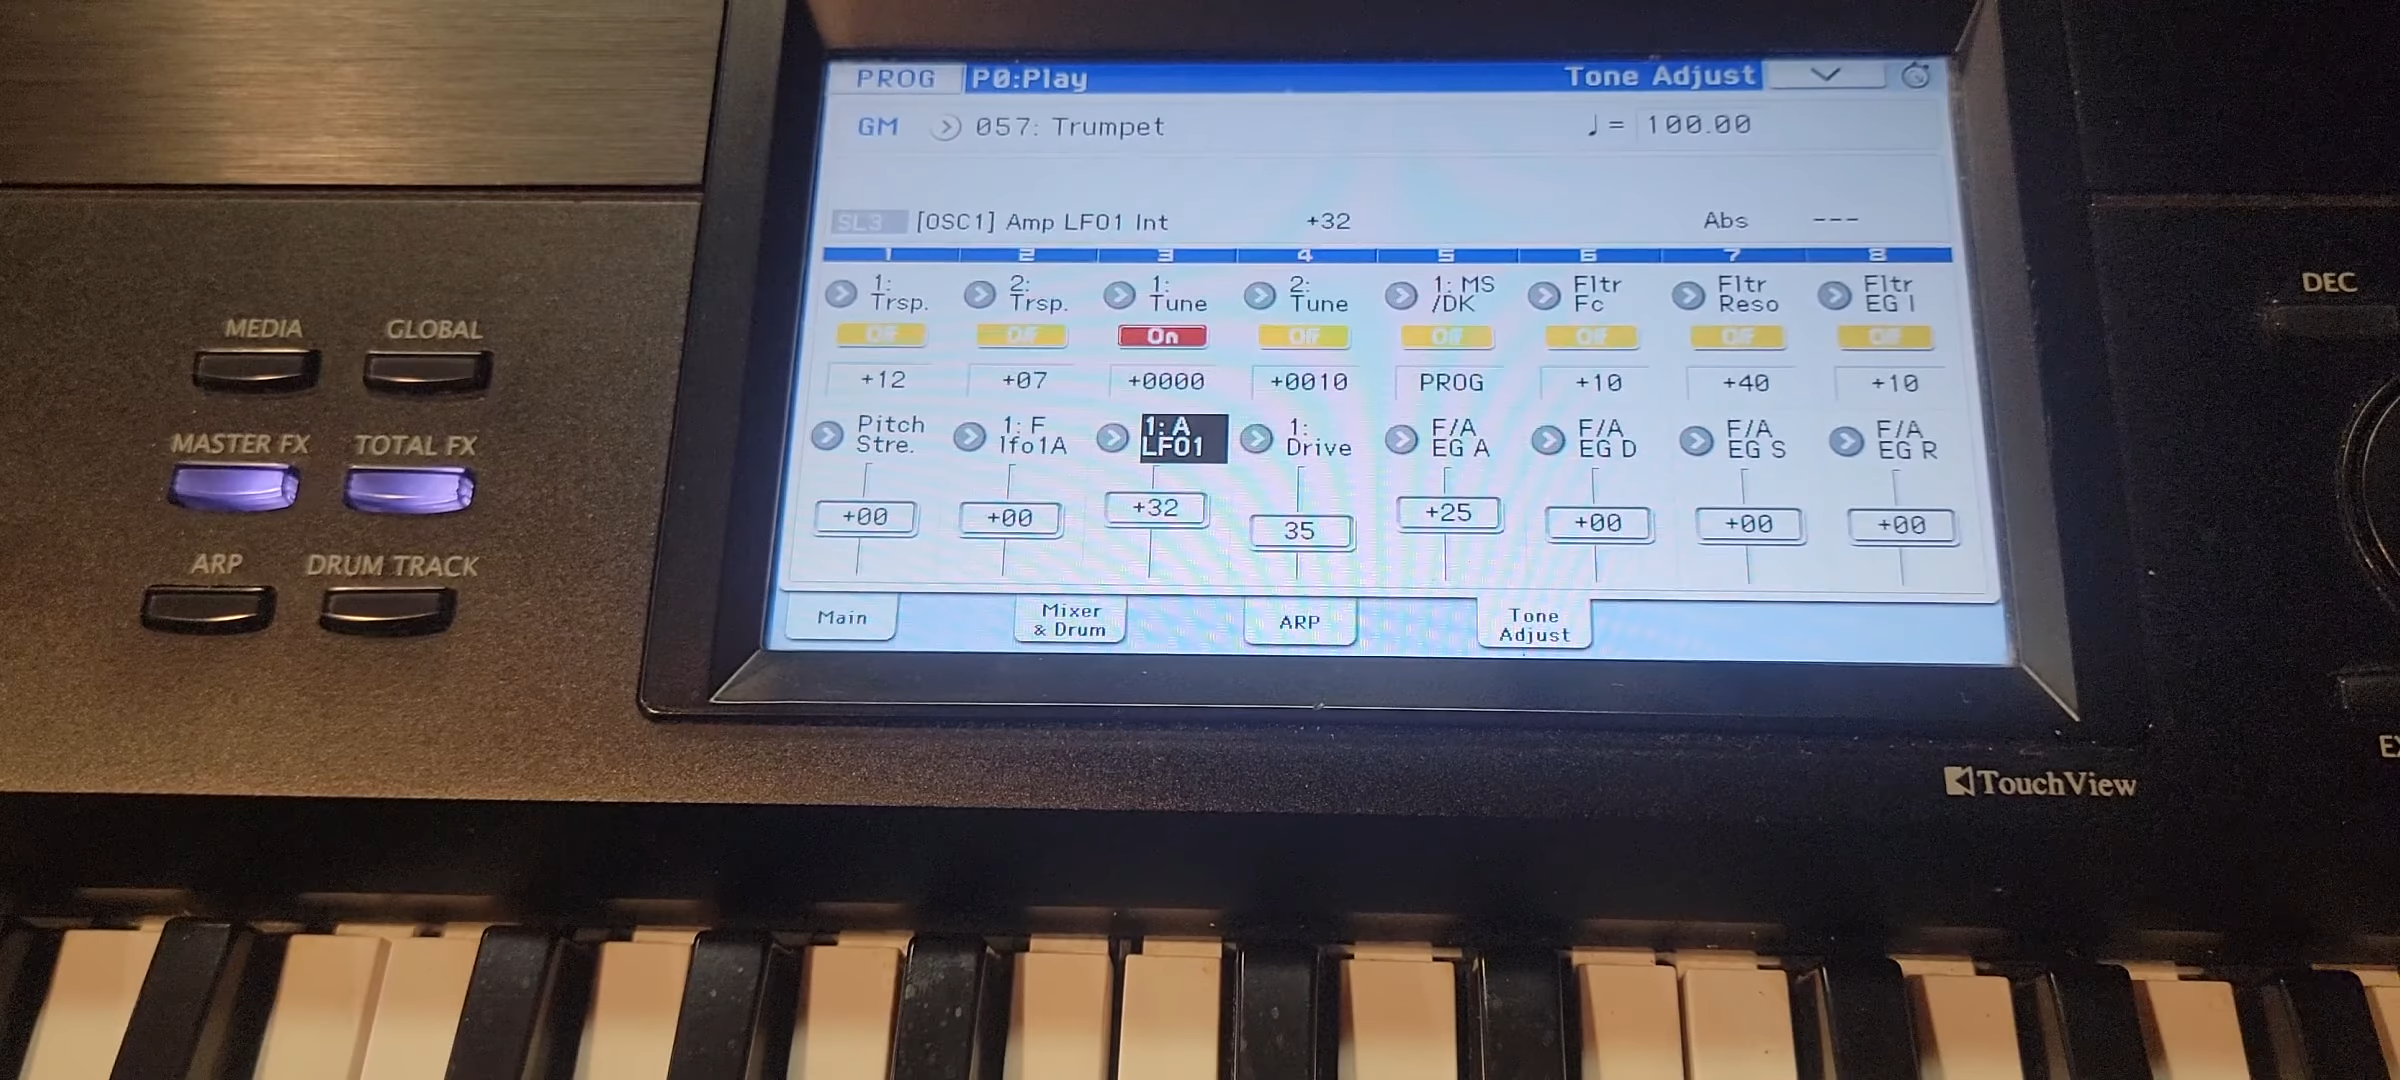 PROG P0:Play Tone Adjust
GM 057: Trumpet ♩= 100.00
SL3 [OSC1] Amp LFO1 Int +32 Abs ---
1 2 3 4 5 6 7 8
1: Trsp. 2: Trsp. 1: Tune 2: Tune 1: MS /DK Fltr Fc Fltr Reso Fltr EG I
Off Off On Off Off Off Off Off
+12 +07 +0000 +0010 PROG +10 +40 +10
Pitch Stre. 1: F lfo1A 1: A LFO1 1: Drive F/A EG A F/A EG D F/A EG S F/A EG R
+00 +00 +32 35 +25 +00 +00 +00
Main Mixer & Drum ARP Tone Adjust
MEDIA GLOBAL
MASTER FX TOTAL FX
ARP DRUM TRACK
DEC
TouchView